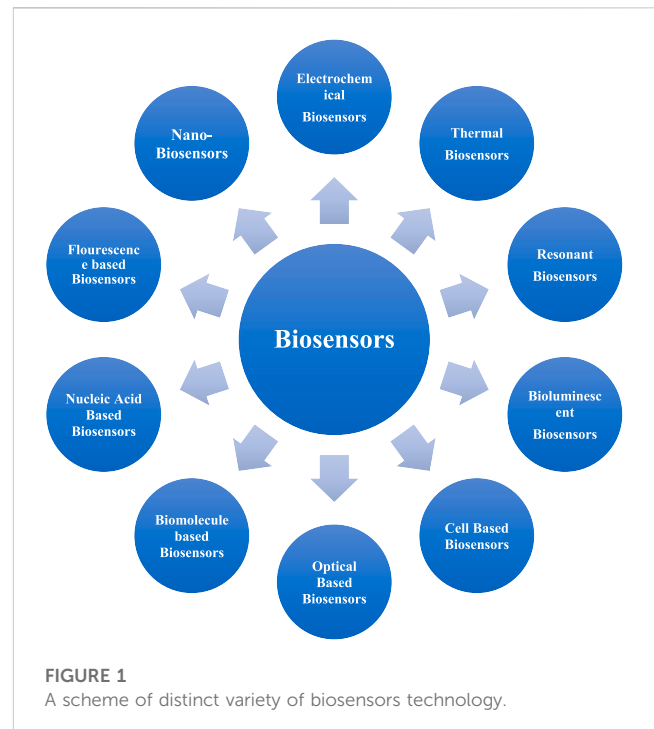 Electrochem
ical
Biosensors
Thermal
Biosensors
Resonant
Biosensors
Bioluminesc
ent
Biosensors
Cell Based
Biosensors
Optical
Based
Biosensors
Biomolecule
based
Biosensors
Nucleic Acid
Based
Biosensors
Flourescenc
e based
Biosensors
Nano-
Biosensors
Biosensors
FIGURE 1
A scheme of distinct variety of biosensors technology.